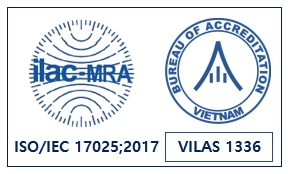 ilac-MRA
BUREAU OF ACCREDITATION
VIETNAM
ISO/IEC 17025;2017
VILAS 1336